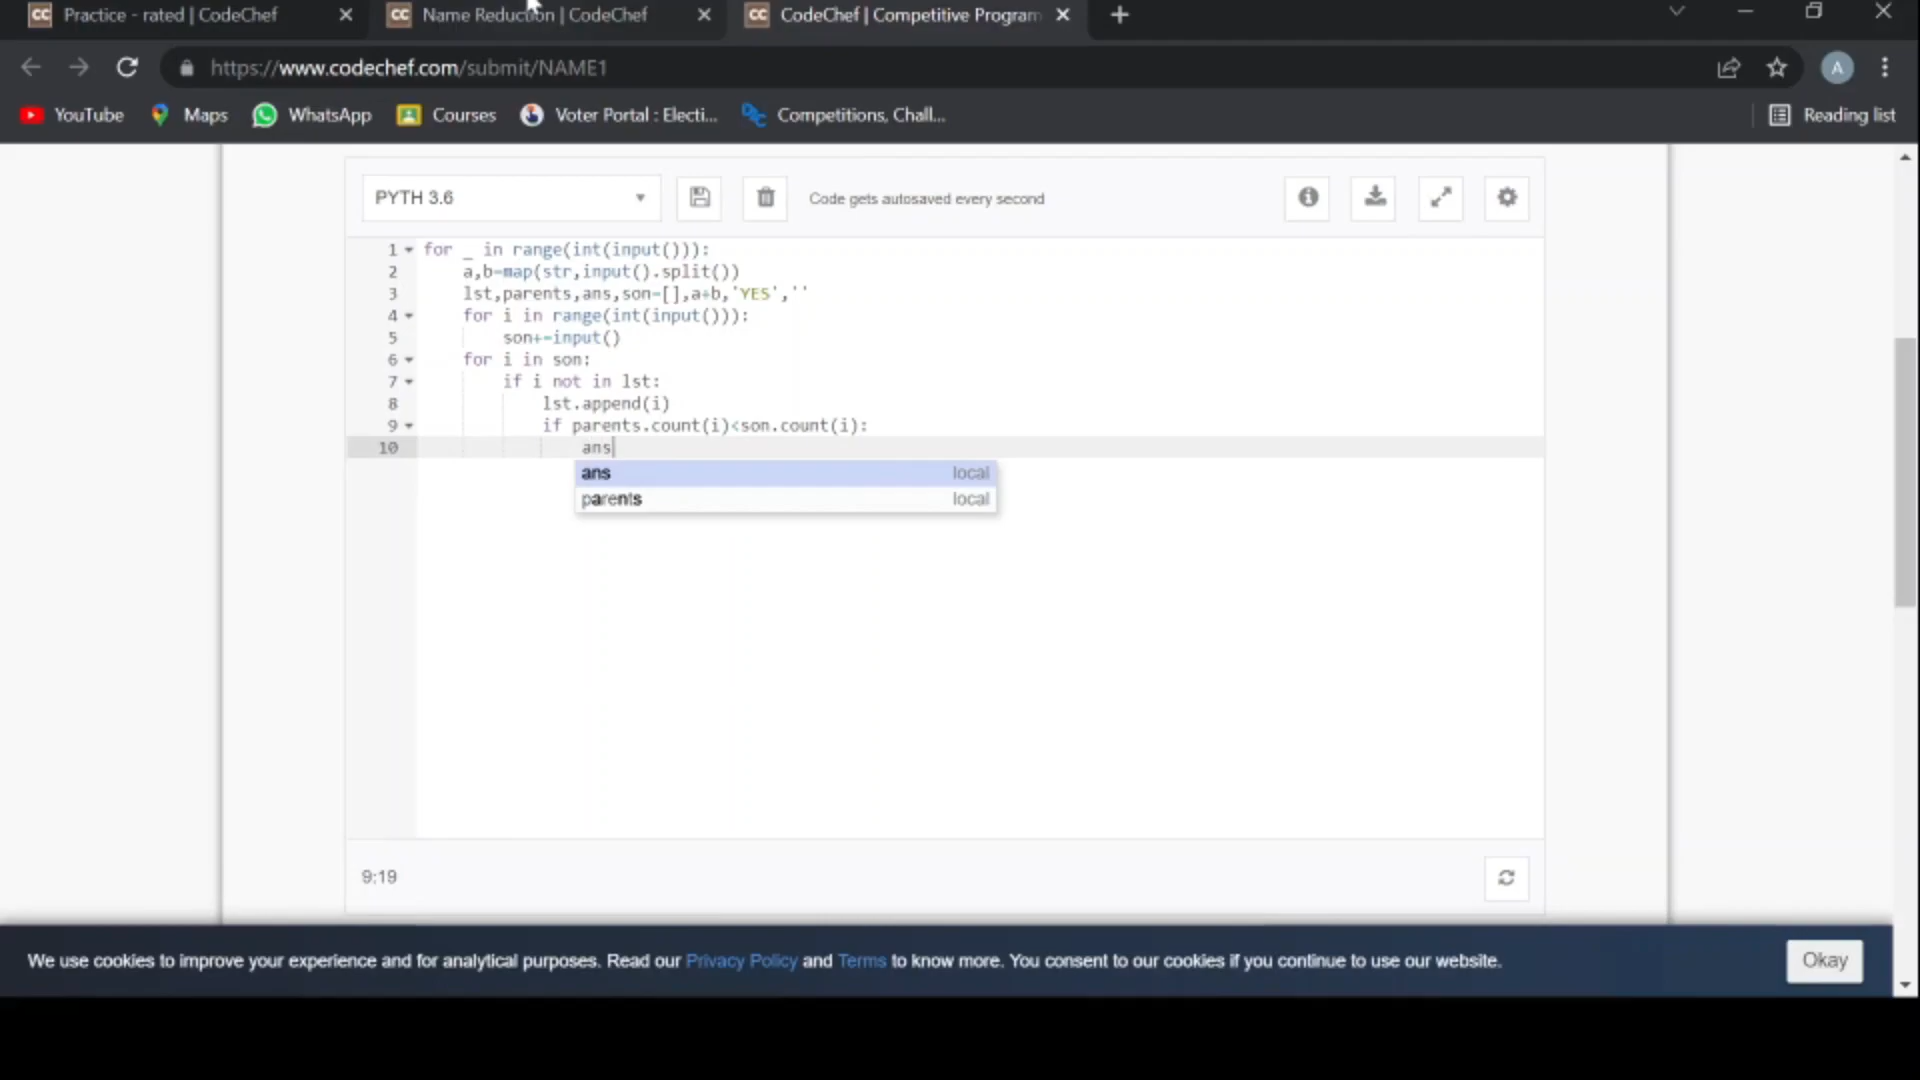 Practice - rated | CodeChef
Name Reduction | CodeChef
CodeChef | Competitive Program
https://www.codechef.com/submit/NAME1
A
YouTube
Maps
WhatsApp
Courses
Voter Portal : Electi...
Competitions, Chall...
Reading list
PYTH 3.6
Code gets autosaved every second
1 for _ in range(int(input())):
2 a,b=map(str,input().split())
3 lst,parents,ans,son=[],a+b,'YES',''
4 for i in range(int(input())):
5 son+=input()
6 for i in son:
7 if i not in lst:
8 lst.append(i)
9 if parents.count(i)<son.count(i):
10 ans
ans local
parents local
9:19
We use cookies to improve your experience and for analytical purposes. Read our Privacy Policy and Terms to know more. You consent to our cookies if you continue to use our website.
Okay